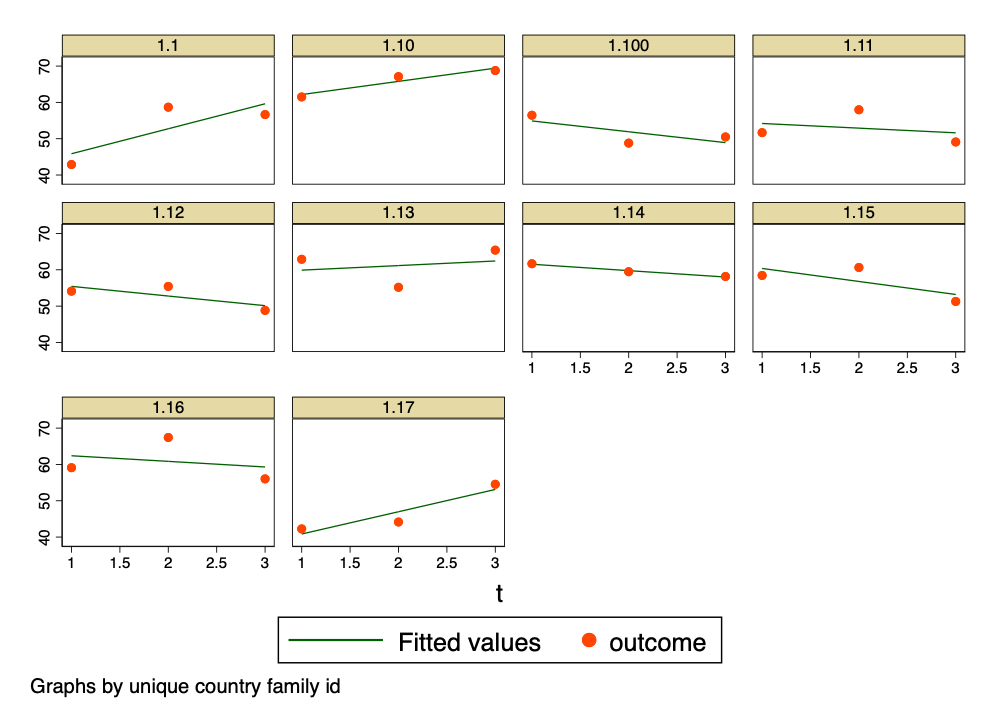 1.1 1.10 1.100 1.11
70
60
50
40
1.12 1.13 1.14 1.15
70
60
50
40
1 1.5 2 2.5 3 1 1.5 2 2.5 3
1.16 1.17
70
60
50
40
1 1.5 2 2.5 3 1 1.5 2 2.5 3
t
Fitted values outcome
Graphs by unique country family id